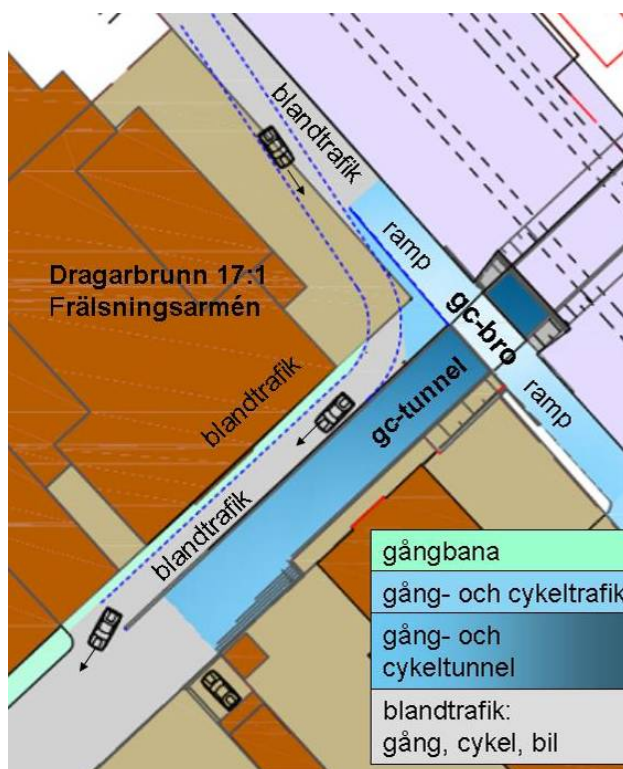 blandtrafik
ramp
Dragarbrunn 17:1
Frälsningsarmén
gc-bro
blandtrafik
gc-tunnel
ramp
blandtrafik
gångbana
gång- och cykeltrafik
gång- och
cykeltunnel
blandtrafik:
gång, cykel, bil